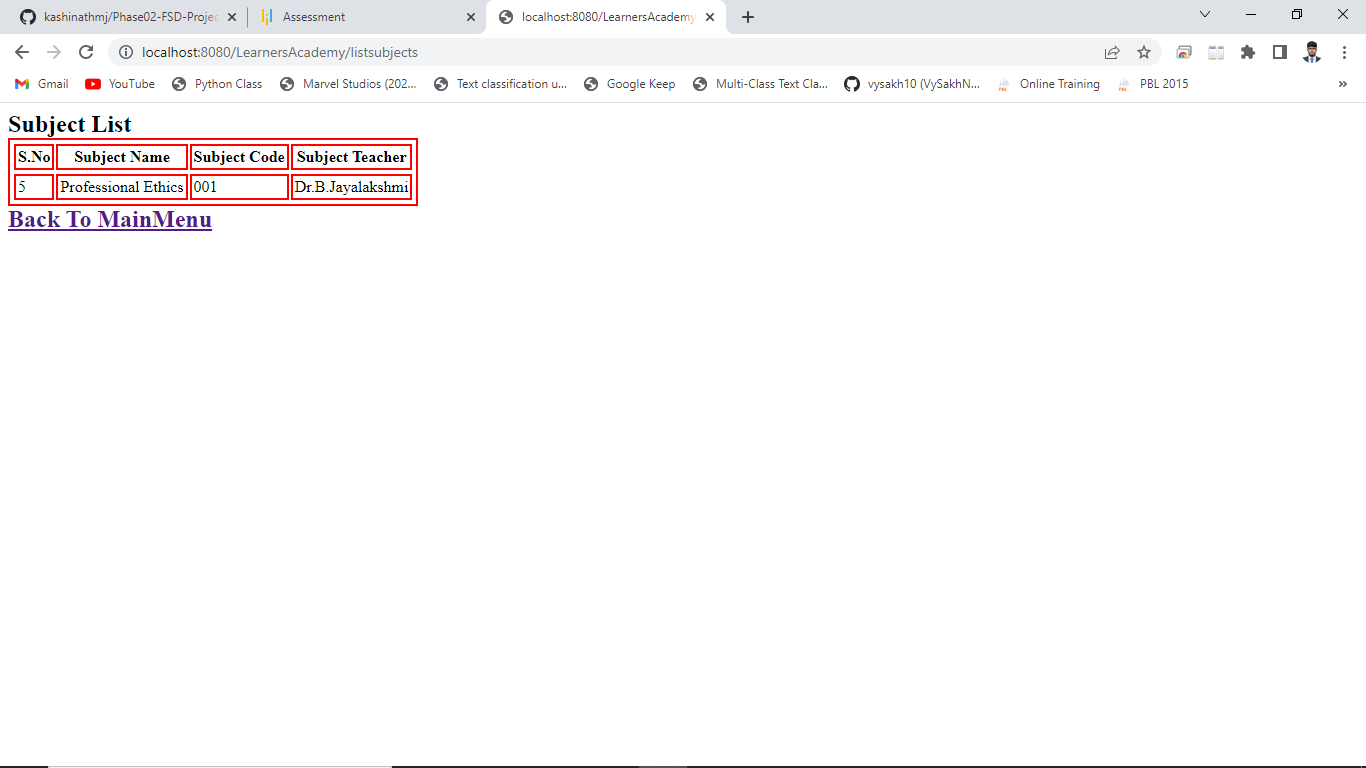 kashinathmj/Phase02-FSD-Projec
Assessment
localhost:8080/LearnersAcademy
localhost:8080/LearnersAcademy/listsubjects
Gmail YouTube Python Class Marvel Studios (202... Text classification u... Google Keep Multi-Class Text Cla... vysakh10 (VySakhN... Online Training PBL 2015 »
Subject List
S.No Subject Name Subject Code Subject Teacher
5 Professional Ethics 001 Dr.B.Jayalakshmi
Back To MainMenu